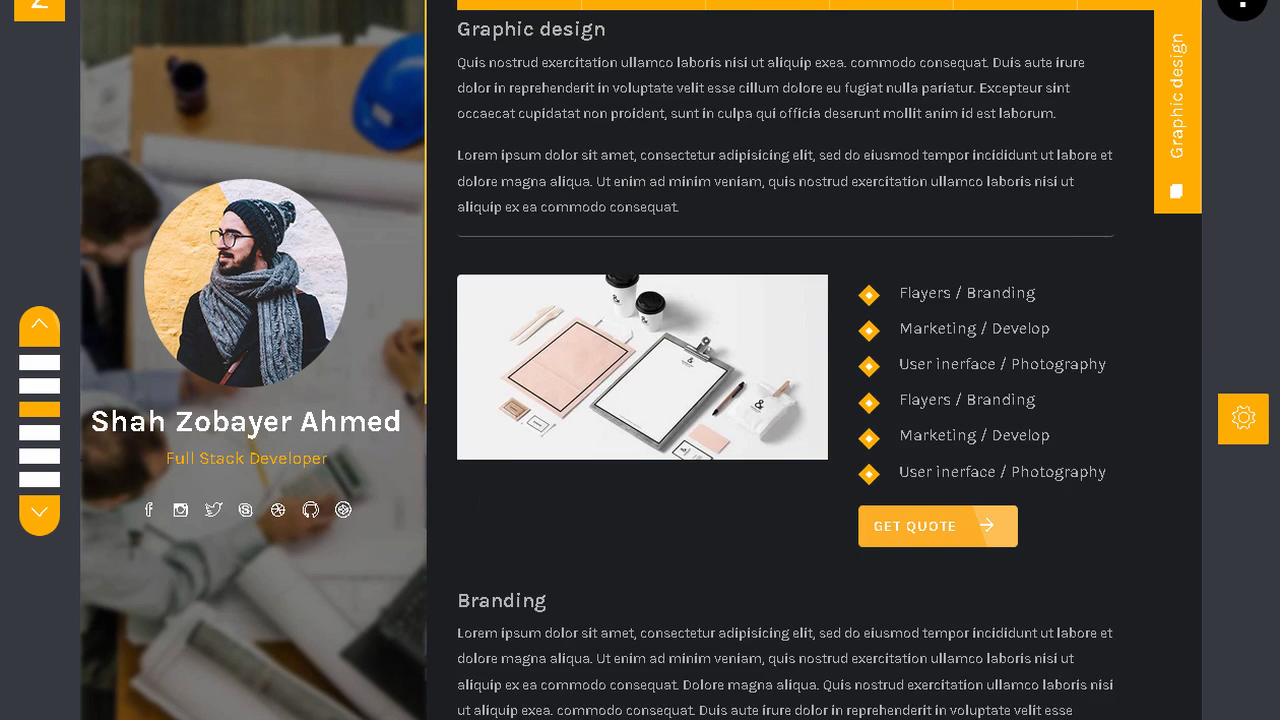 Graphic design
Quis nostrud exercitation ullamco laboris nisi ut aliquip exea. commodo consequat. Duis aute irure
dolor in reprehenderit in voluptate velit esse cillum dolore eu fugiat nulla pariatur. Excepteur sint
occaecat cupidatat non proident, sunt in culpa qui officia deserunt mollit anim id est laborum.
Lorem ipsum dolor sit amet, consectetur adipisicing elit, sed do eiusmod tempor incididunt ut labore et
dolore magna aliqua. Ut enim ad minim veniam, quis nostrud exercitation ullamco laboris nisi ut
aliquip ex ea commodo consequat.
Graphic design
Shah Zobayer Ahmed
Full Stack Developer
Flayers / Branding
Marketing / Develop
User inerface / Photography
Flayers / Branding
Marketing / Develop
User inerface / Photography
GET QUOTE
Branding
Lorem ipsum dolor sit amet, consectetur adipisicing elit, sed do eiusmod tempor incididunt ut labore et
dolore magna aliqua. Ut enim ad minim veniam, quis nostrud exercitation ullamco laboris nisi ut
aliquip ex ea commodo consequat. Dolore magna aliqua. Quis nostrud exercitation ullamco laboris nisi
ut aliquip exea. commodo consequat. Duis aute irure dolor in reprehenderit in voluptate velit esse